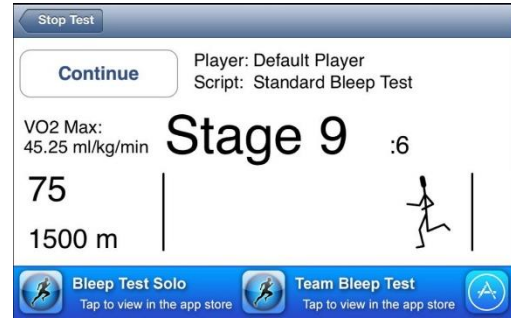 Stop Test
Continue
Player: Default Player
Script: Standard Bleep Test
VO2 Max:
45.25 ml/kg/min
Stage 9 :6
75
1500 m
Bleep Test Solo
Tap to view in the app store
Team Bleep Test
Tap to view in the app store